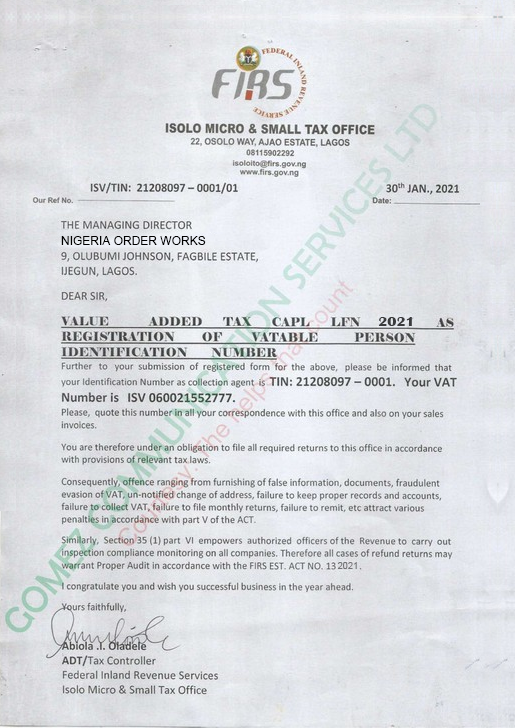 FEDERAL INLAND REVENUE SERVICE
FIRS
ISOLO MICRO & SMALL TAX OFFICE
22, OSOLO WAY, AJAO ESTATE, LAGOS
08115902292
isoloito@firs.gov.ng
www.firs.gov.ng
ISV/TIN: 21208097 – 0001/01
30th JAN., 2021
Our Ref No.
Date:
THE MANAGING DIRECTOR
NIGERIA ORDER WORKS
9, OLUBUMI JOHNSON, FAGBILE ESTATE,
IJEGUN, LAGOS.
DEAR SIR,
VALUE ADDED TAX CAPL LFN 2021 AS
REGISTRATION OF VATABLE PERSON
IDENTIFICATION NUMBER
Further to your submission of registered form for the above, please be informed that
your Identification Number as collection agent is TIN: 21208097 – 0001. Your VAT
Number is ISV 060021552777.
Please, quote this number in all your correspondence with this office and also on your sales
invoices.
You are therefore under an obligation to file all required returns to this office in accordance
with provisions of relevant tax.laws.
Consequently, offence ranging from furnishing of false information, documents, fraudulent
evasion of VAT, un-notified change of address, failure to keep proper records and accounts,
failure to collect VAT, failure to file monthly returns, failure to remit, etc attract various
penalties in accordance with part V of the ACT.
Similarly, Section 35 (1) part VI empowers authorized officers of the Revenue to carry out
inspection compliance monitoring on all companies. Therefore all cases of refund returns may
warrant Proper Audit in accordance with the FIRS EST. ACT NO. 13 2021.
I congratulate you and wish you successful business in the year ahead.
Yours faithfully,
Abiola .I. Oladele
ADT/Tax Controller
Federal Inland Revenue Services
Isolo Micro & Small Tax Office
GOMEZ COMMUNICATION SERVICES LTD